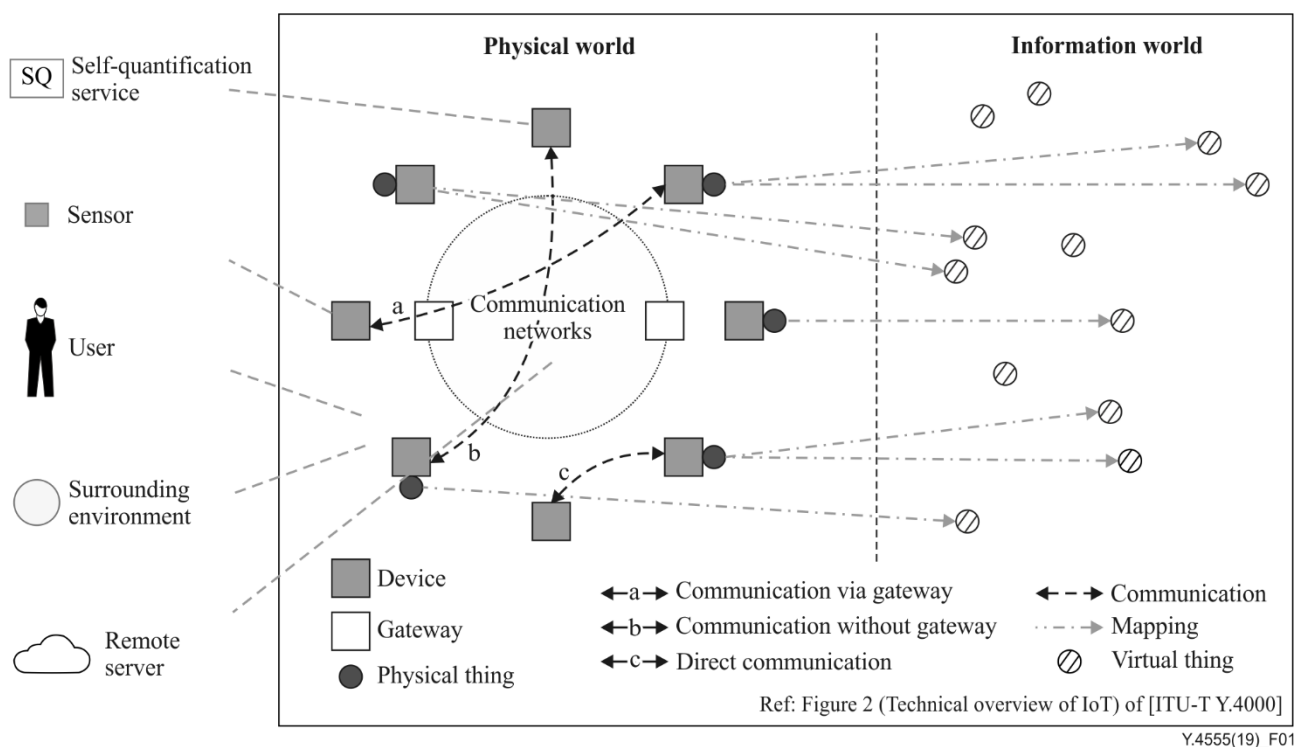 Physical world
Information world
SQ
Self-quantification
service
Sensor
a
Communication
networks
User
b
c
Surrounding
environment
Device
a
Communication via gateway
Communication
Gateway
b
Communication without gateway
Mapping
Remote
server
Physical thing
c
Direct communication
Virtual thing
Ref: Figure 2 (Technical overview of IoT) of [ITU-T Y.4000]
Y.4555(19)_F01